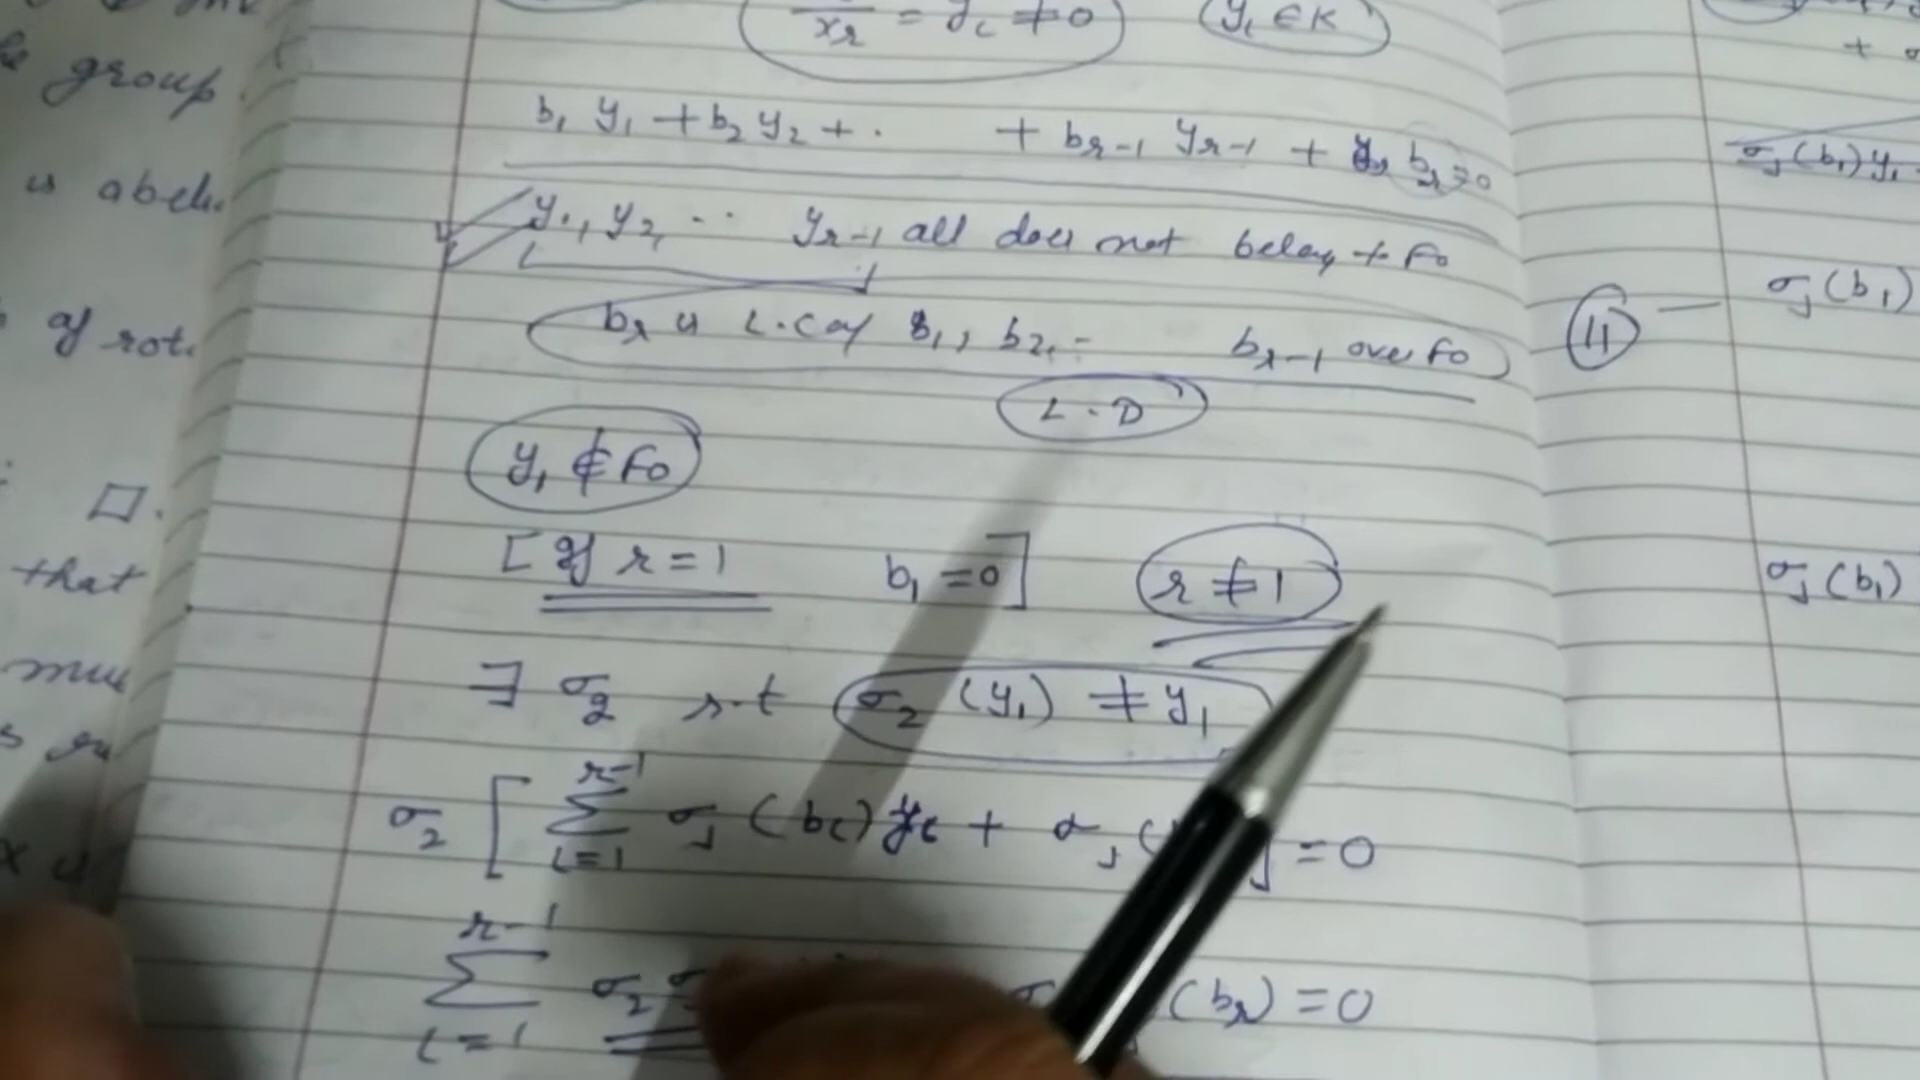 group.
is
of
that
x_r = y_i ≠ 0 y_1 ∈ K
b_1 y_1 + b_2 y_2 + . + b_{r-1} y_{r-1} + b_r = 0
y_1, y_2, .. y_{r-1} all does not belong to F_0
b_r is L.C of b_1, b_2, - b_{r-1} over F_0
L.D
y_1 ∉ F_0
[If r = 1 b_1 = 0] r ≠ 1
∃ σ_2 s.t σ_2 (y_1) ≠ y_1
σ_2 [ Σ_{i=1}^{r-1} σ_j (b_i) y_i + σ_j ( ] = 0
Σ_{i=1}^{r-1} σ_2 σ (b_r) = 0
σ_j (b_1) y_1
(11) — σ_j (b_1)
σ_j (b_1)